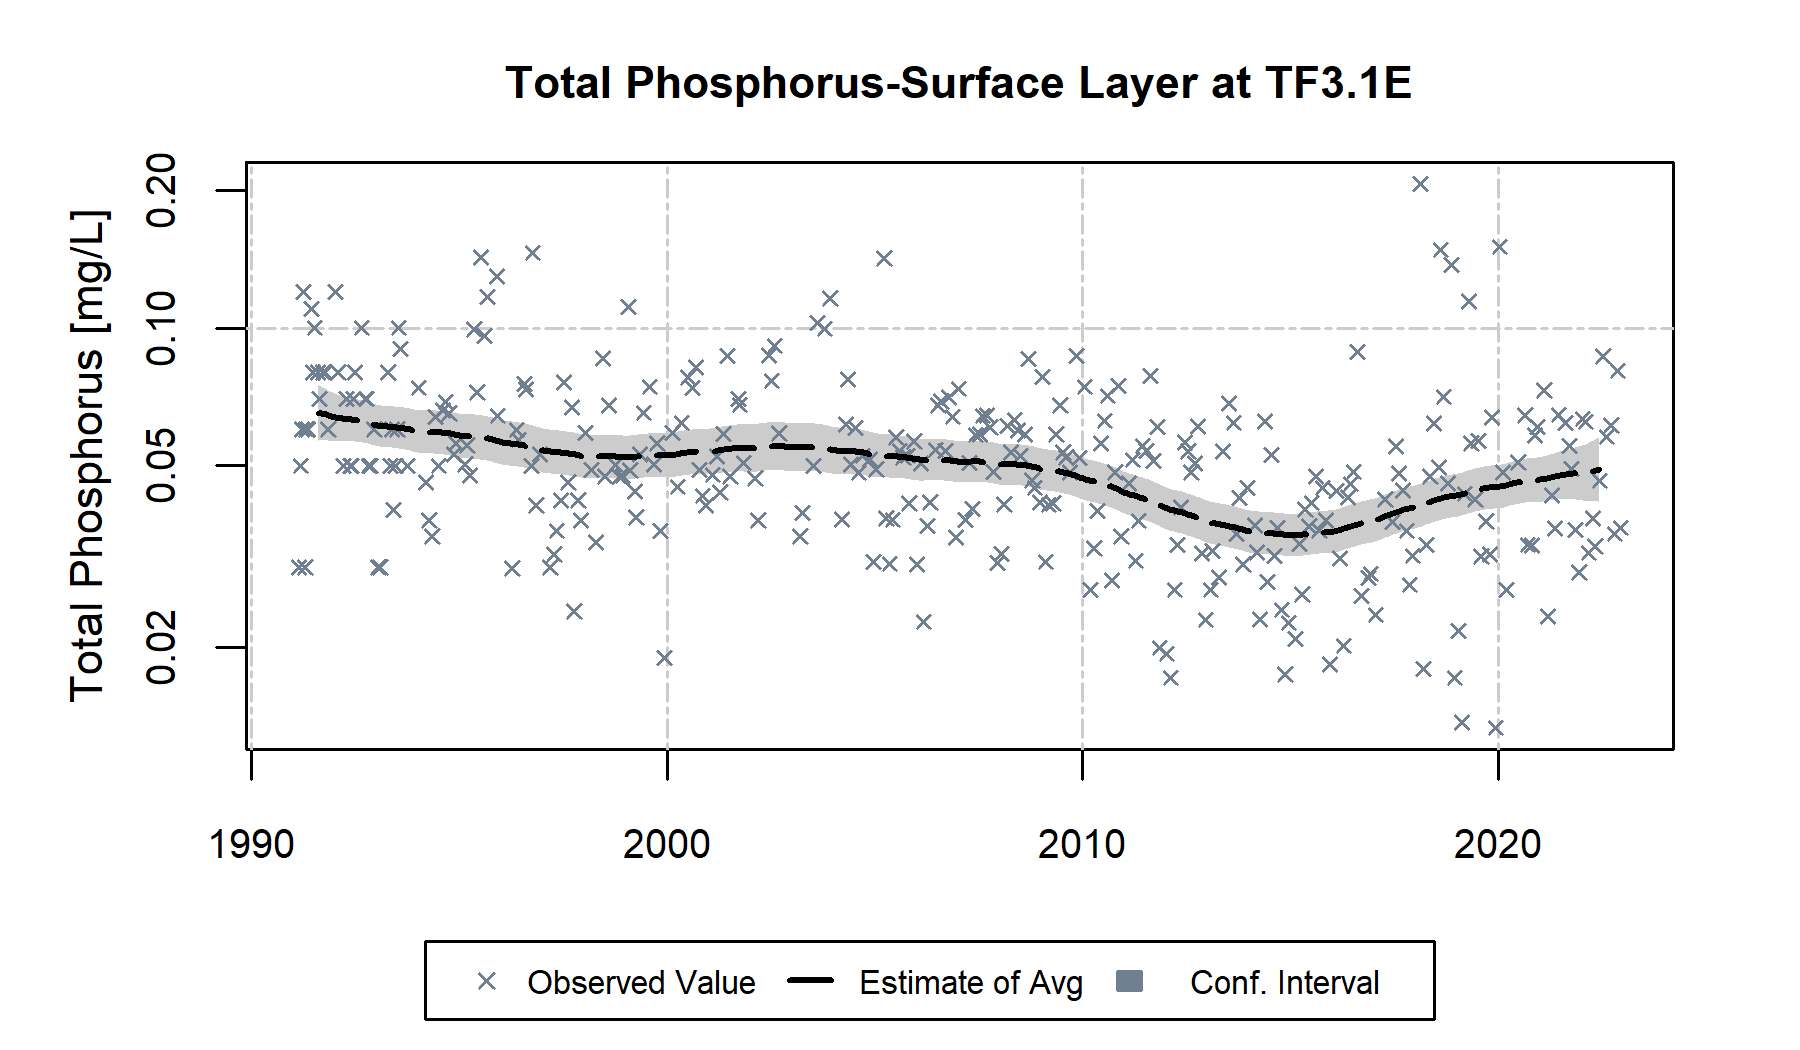 Total Phosphorus-Surface Layer at TF3.1E
Total Phosphorus [mg/L]
0.20
0.10
0.05
0.02
1990 2000 2010 2020
Observed Value Estimate of Avg Conf. Interval